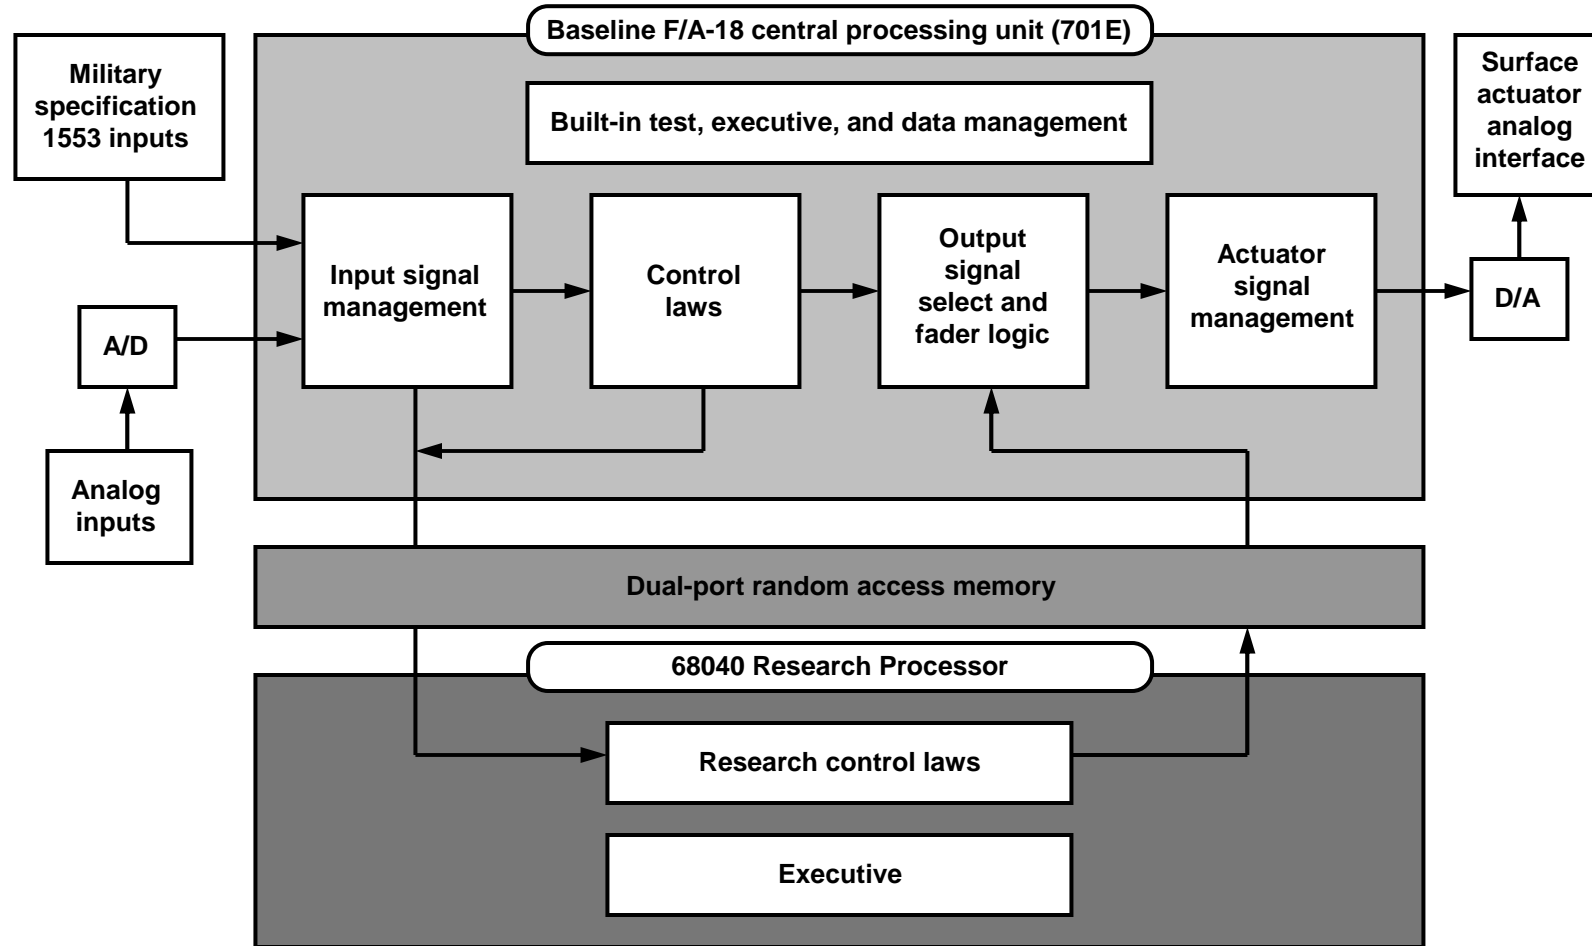 Baseline F/A-18 central processing unit (701E)
Military
specification
1553 inputs
Built-in test, executive, and data management
Surface
actuator
analog
interface
Input signal
management
Control
laws
Output
signal
select and
fader logic
Actuator
signal
management
D/A
A/D
Analog
inputs
Dual-port random access memory
68040 Research Processor
Research control laws
Executive